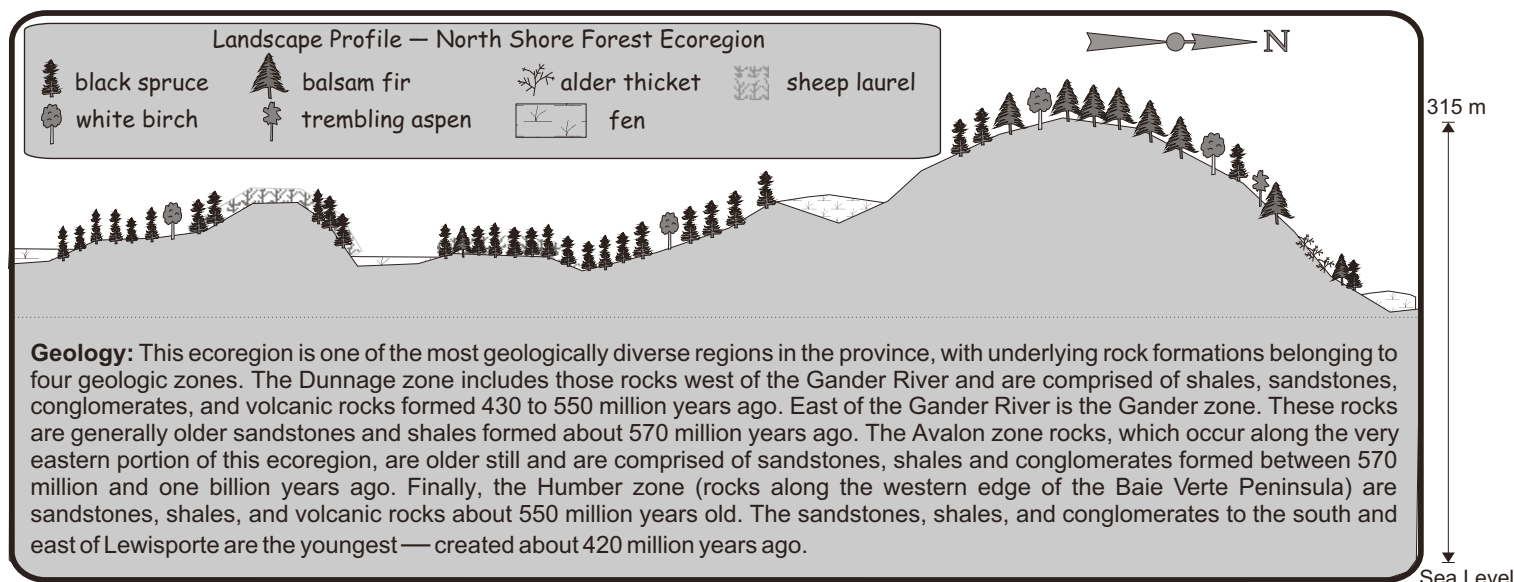 Landscape Profile — North Shore Forest Ecoregion
N
black spruce
balsam fir
alder thicket
sheep laurel
white birch
trembling aspen
fen
315 m
Geology: This ecoregion is one of the most geologically diverse regions in the province, with underlying rock formations belonging to
four geologic zones. The Dunnage zone includes those rocks west of the Gander River and are comprised of shales, sandstones,
conglomerates, and volcanic rocks formed 430 to 550 million years ago. East of the Gander River is the Gander zone. These rocks
are generally older sandstones and shales formed about 570 million years ago. The Avalon zone rocks, which occur along the very
eastern portion of this ecoregion, are older still and are comprised of sandstones, shales and conglomerates formed between 570
million and one billion years ago. Finally, the Humber zone (rocks along the western edge of the Baie Verte Peninsula) are
sandstones, shales, and volcanic rocks about 550 million years old. The sandstones, shales, and conglomerates to the south and
east of Lewisporte are the youngest — created about 420 million years ago.
Sea Level